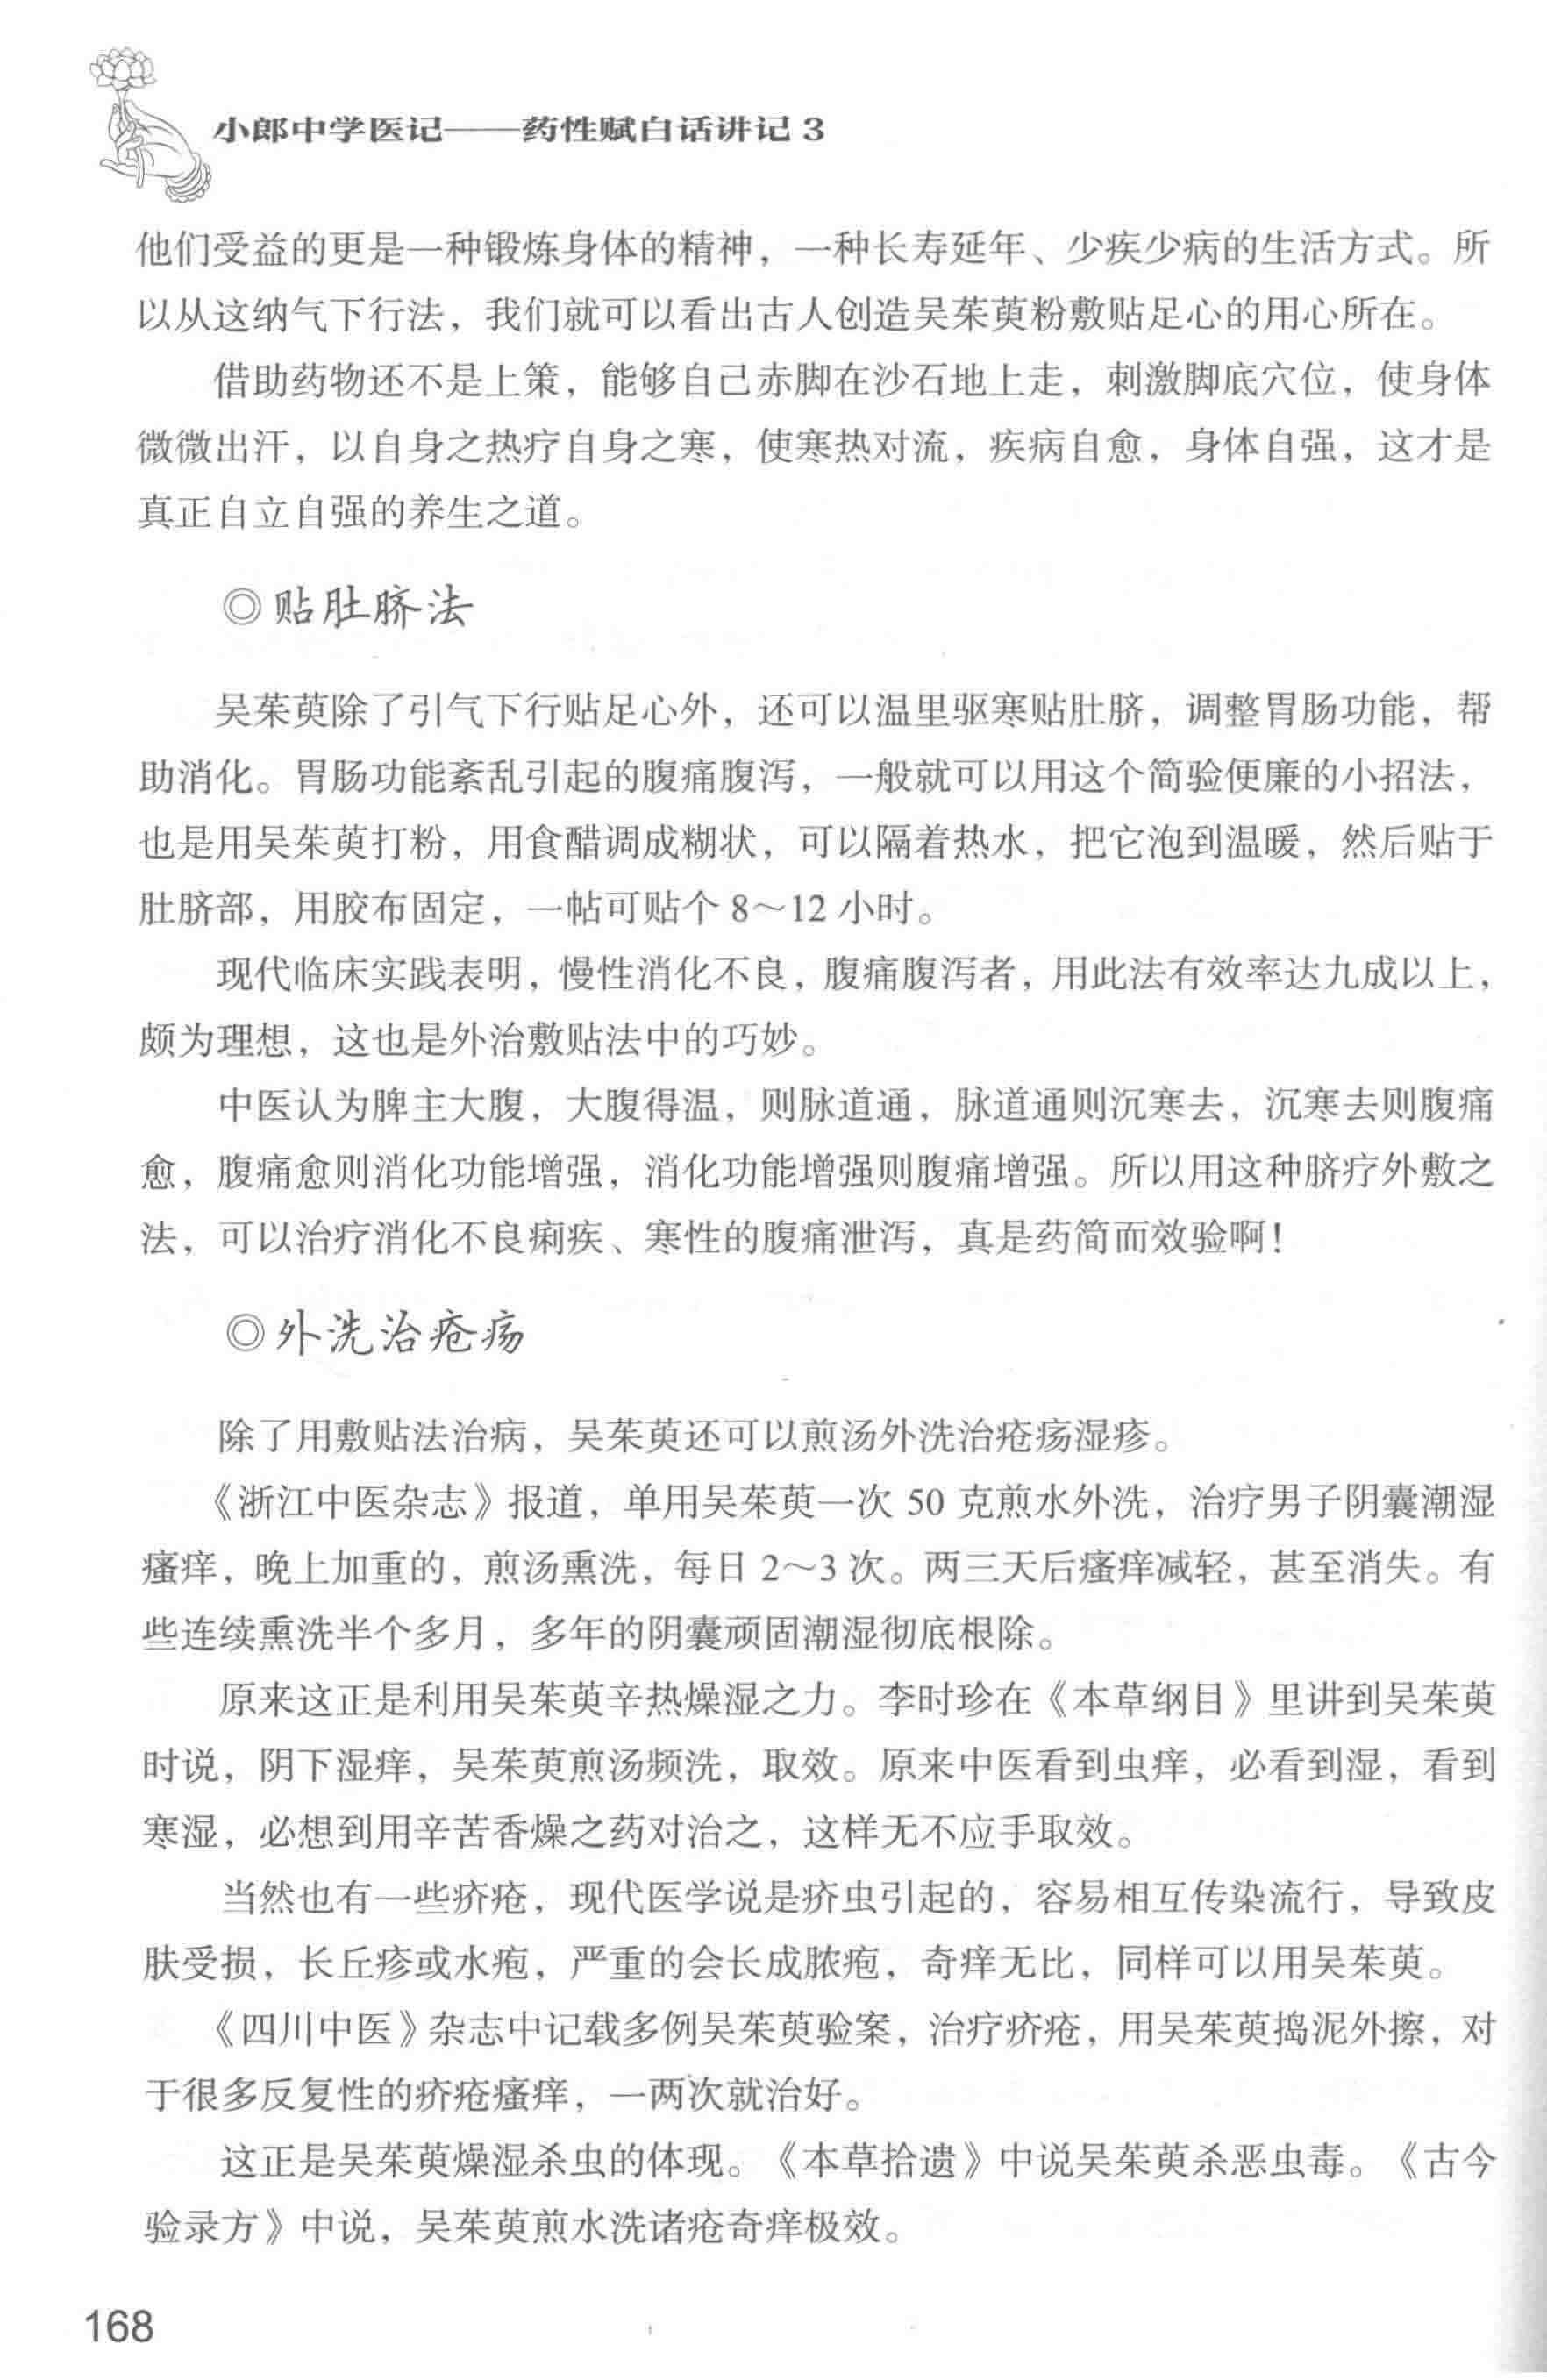 小郎中学医记——药性赋白话讲记 3
他们受益的更是一种锻炼身体的精神，一种长寿延年、少疾少病的生活方式。所
以从这纳气下行法，我们就可以看出古人创造吴茱萸粉敷贴足心的用心所在。
借助药物还不是上策，能够自己赤脚在沙石地上走，刺激脚底穴位，使身体
微微出汗，以自身之热疗自身之寒，使寒热对流，疾病自愈，身体自强，这才是
真正自立自强的养生之道。
◎贴肚脐法
吴茱萸除了引气下行贴足心外，还可以温里驱寒贴肚脐，调整胃肠功能，帮
助消化。胃肠功能紊乱引起的腹痛腹泻，一般就可以用这个简验便廉的小招法，
也是用吴茱萸打粉，用食醋调成糊状，可以隔着热水，把它泡到温暖，然后贴于
肚脐部，用胶布固定，一帖可贴个 8～12 小时。
现代临床实践表明，慢性消化不良，腹痛腹泻者，用此法有效率达九成以上，
颇为理想，这也是外治敷贴法中的巧妙。
中医认为脾主大腹，大腹得温，则脉道通，脉道通则沉寒去，沉寒去则腹痛
愈，腹痛愈则消化功能增强，消化功能增强则腹痛增强。所以用这种脐疗外敷之
法，可以治疗消化不良痢疾、寒性的腹痛泄泻，真是药简而效验啊！
◎外洗治疮疡
除了用敷贴法治病，吴茱萸还可以煎汤外洗治疮疡湿疹。
《浙江中医杂志》报道，单用吴茱萸一次 50 克煎水外洗，治疗男子阴囊潮湿
瘙痒，晚上加重的，煎汤熏洗，每日 2～3 次。两三天后瘙痒减轻，甚至消失。有
些连续熏洗半个多月，多年的阴囊顽固潮湿彻底根除。
原来这正是利用吴茱萸辛热燥湿之力。李时珍在《本草纲目》里讲到吴茱萸
时说，阴下湿痒，吴茱萸煎汤频洗，取效。原来中医看到虫痒，必看到湿，看到
寒湿，必想到用辛苦香燥之药对治之，这样无不应手取效。
当然也有一些疥疮，现代医学说是疥虫引起的，容易相互传染流行，导致皮
肤受损，长丘疹或水疱，严重的会长成脓疱，奇痒无比，同样可以用吴茱萸。
《四川中医》杂志中记载多例吴茱萸验案，治疗疥疮，用吴茱萸捣泥外擦，对
于很多反复性的疥疮瘙痒，一两次就治好。
这正是吴茱萸燥湿杀虫的体现。《本草拾遗》中说吴茱萸杀恶虫毒。《古今
验录方》中说，吴茱萸煎水洗诸疮奇痒极效。
168